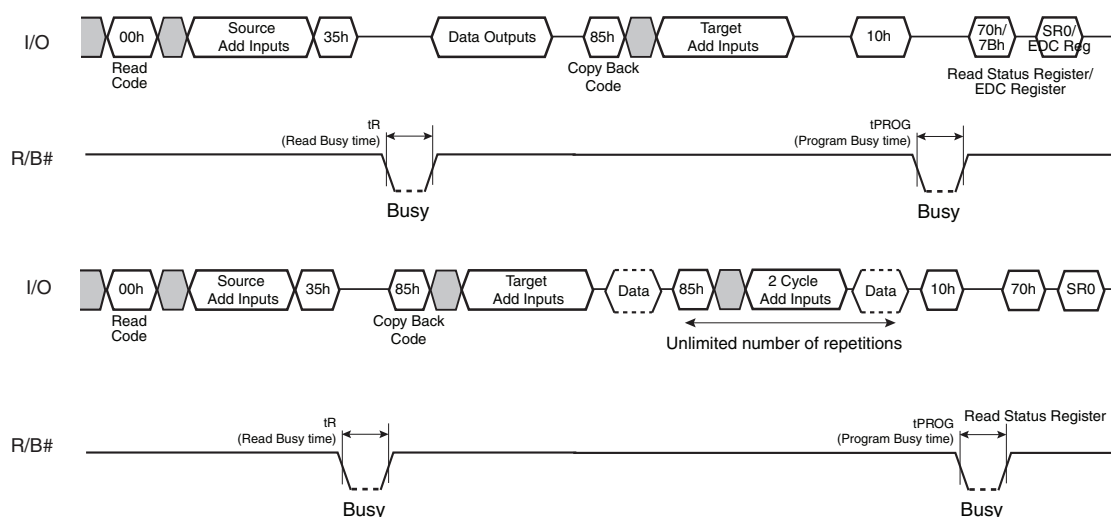 I/O
00h
Source
Add Inputs
35h
Data Outputs
85h
Target
Add Inputs
10h
70h/
7Bh
SR0/
EDC Reg
Read
Code
Copy Back
Code
Read Status Register/
EDC Register
R/B#
tR
(Read Busy time)
Busy
tPROG
(Program Busy time)
Busy
I/O
00h
Source
Add Inputs
35h
85h
Target
Add Inputs
Data
85h
2 Cycle
Add Inputs
Data
10h
70h
SR0
Read
Code
Copy Back
Code
Unlimited number of repetitions
R/B#
tR
(Read Busy time)
Busy
tPROG
(Program Busy time)
Read Status Register
Busy